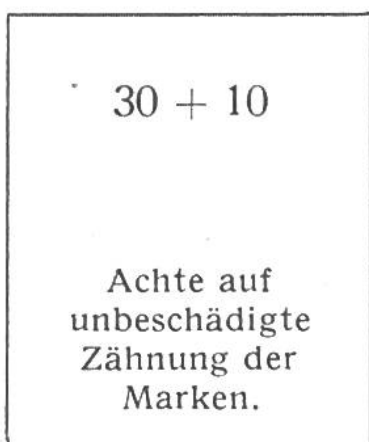 30 + 10
Achte auf
unbeschädigte
Zähnung der
Marken.